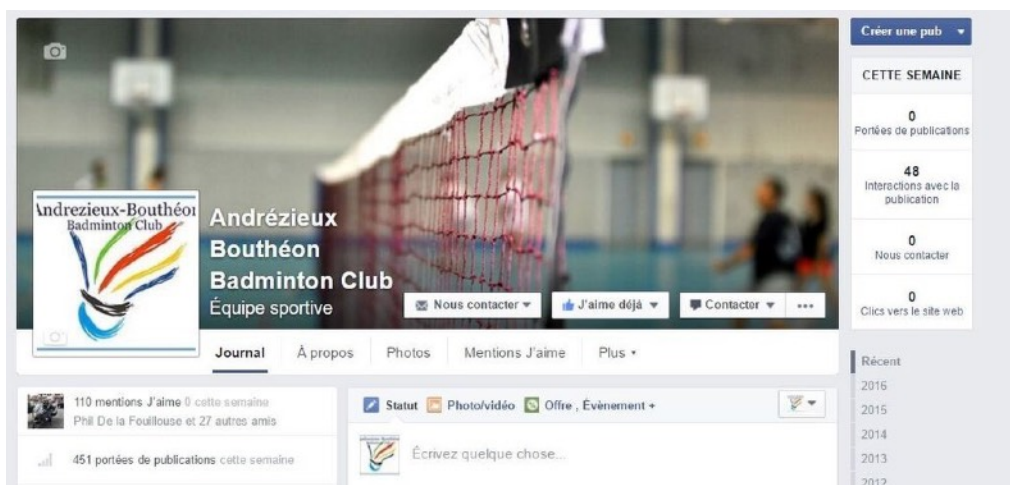 Créer une pub
CETTE SEMAINE
0
Portées de publications
48
Interactions avec la
publication
0
Nous contacter
0
Clics vers le site web
Andrezieux-Bouthéon
Badminton Club
Andrézieux
Bouthéon
Badminton Club
Équipe sportive
Nous contacter
J'aime déjà
Contacter
Journal
À propos
Photos
Mentions J'aime
Plus
110 mentions J'aime 0 cette semaine
Phil De la Fouillouse et 27 autres amis
451 portées de publications cette semaine
Statut Photo/vidéo Offre , Évènement +
Écrivez quelque chose...
Récent
2016
2015
2014
2013
2012